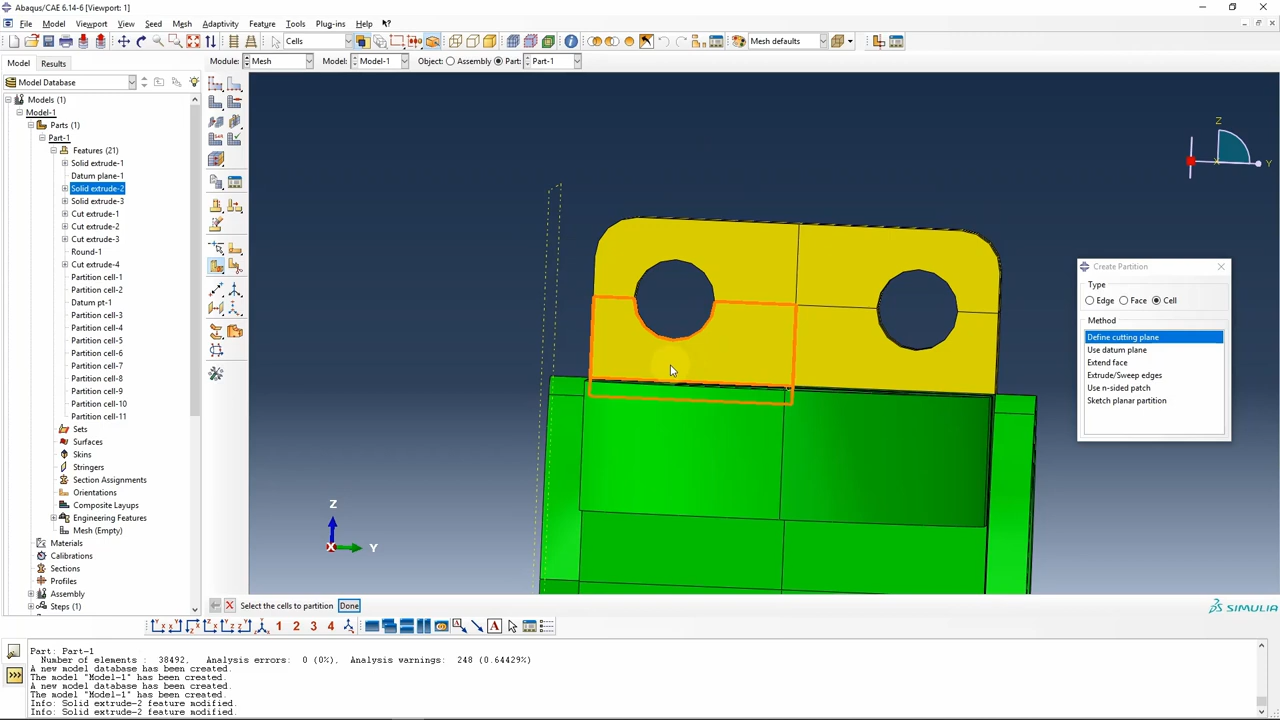 Abaqus/CAE 6.14-6 [Viewport: 1]
File Model Viewport View Seed Mesh Adaptivity Feature Tools Plug-ins Help
Cells
Mesh defaults
Model Results
Module: Mesh Model: Model-1 Object: Assembly Part: Part-1
Model Database
Models (1)
Model-1
Parts (1)
Part-1
Features (21)
Solid extrude-1
Datum plane-1
Solid extrude-2
Solid extrude-3
Cut extrude-1
Cut extrude-2
Cut extrude-3
Round-1
Cut extrude-4
Partition cell-1
Partition cell-2
Datum pt-1
Partition cell-3
Partition cell-4
Partition cell-5
Partition cell-6
Partition cell-7
Partition cell-8
Partition cell-9
Partition cell-10
Partition cell-11
Sets
Surfaces
Skins
Stringers
Section Assignments
Orientations
Composite Layups
Engineering Features
Mesh (Empty)
Materials
Calibrations
Sections
Profiles
Assembly
Steps (1)
Z
Y
Z
X
Y
Create Partition
Type
Edge Face Cell
Method
Define cutting plane
Use datum plane
Extend face
Extrude/Sweep edges
Use n-sided patch
Sketch planar partition
Select the cells to partition Done
SIMULIA
1 2 3 4
Part: Part-1
Number of elements : 38492, Analysis errors: 0 (0%), Analysis warnings: 248 (0.64429%)
A new model database has been created.
The model "Model-1" has been created.
A new model database has been created.
The model "Model-1" has been created.
Info: Solid extrude-2 feature modified.
Info: Solid extrude-2 feature modified.